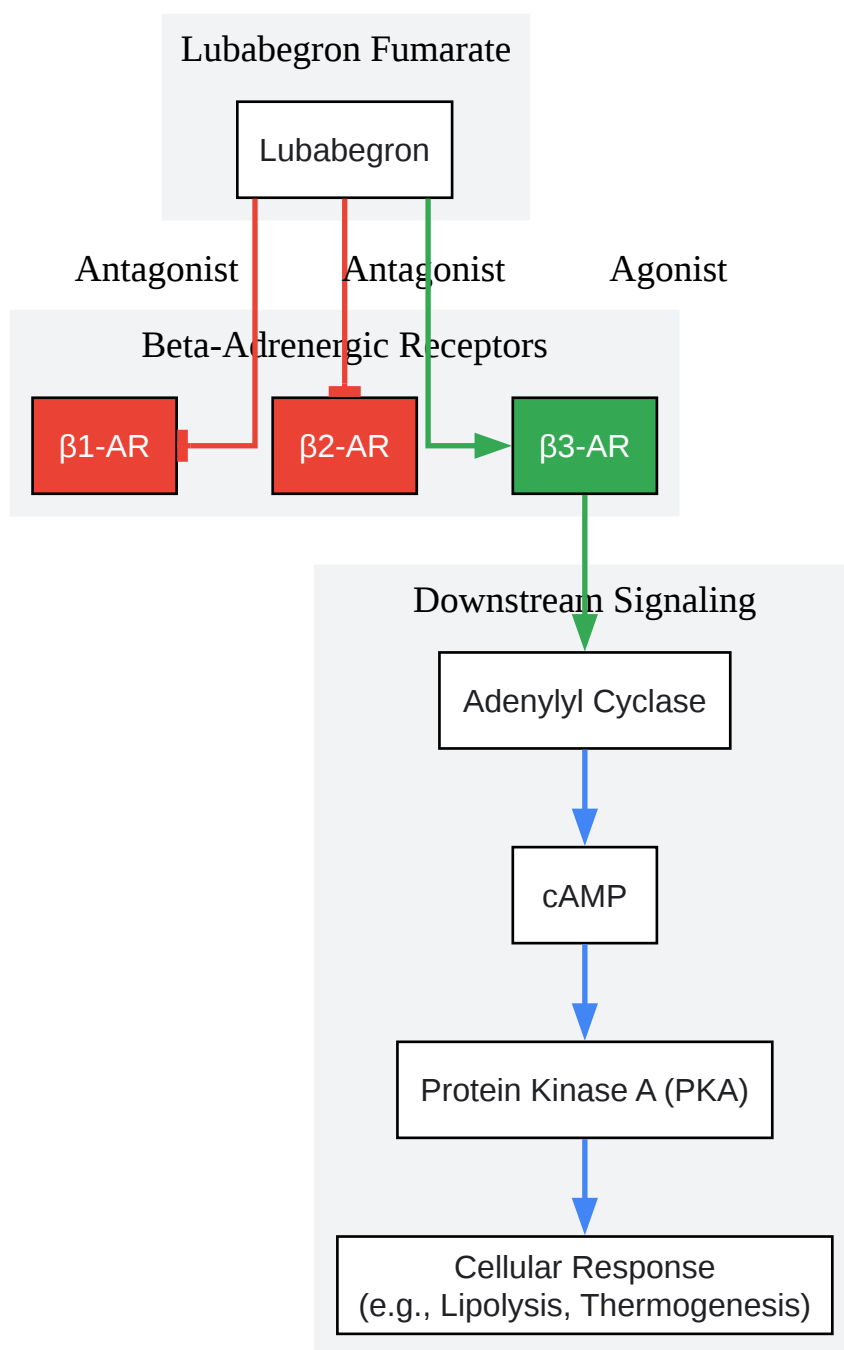 Lubabegron Fumarate
Lubabegron
Antagonist
Antagonist
Agonist
Beta-Adrenergic Receptors
β1-AR
β2-AR
β3-AR
Downstream Signaling
Adenylyl Cyclase
cAMP
Protein Kinase A (PKA)
Cellular Response
(e.g., Lipolysis, Thermogenesis)